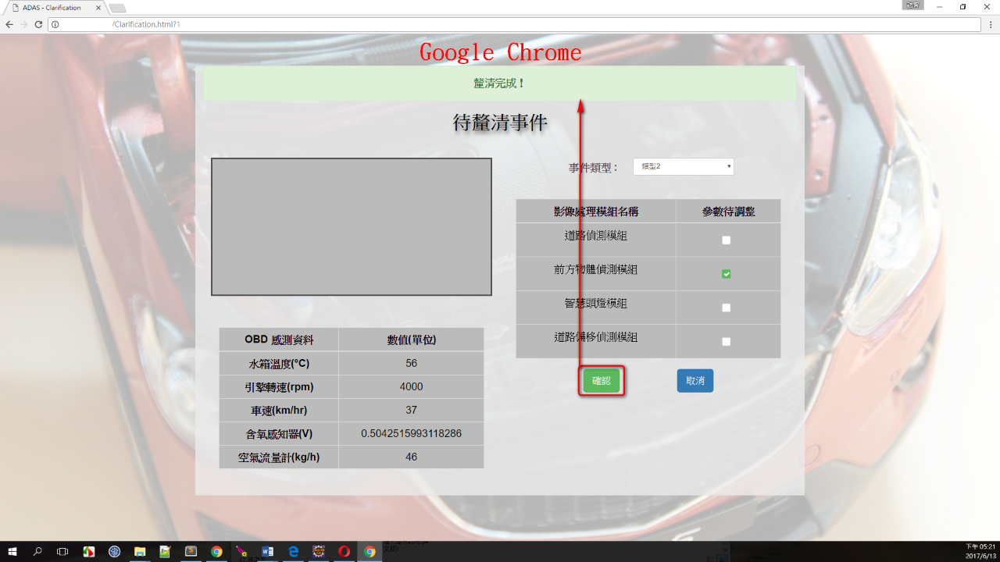 ADAS - Clarification
/Clarification.html?1
Google Chrome
釐清完成！
待釐清事件
事件類型：
類型2
影像處理模組名稱 參數待調整
道路偵測模組
前方物體偵測模組
智慧頭燈模組
道路偏移偵測模組
確認 取消
OBD 感測資料 數值(單位)
水箱溫度(°C) 56
引擎轉速(rpm) 4000
車速(km/hr) 37
含氧感知器(V) 0.5042515993118286
空氣流量計(kg/h) 46
下午 05:21
2017/6/13